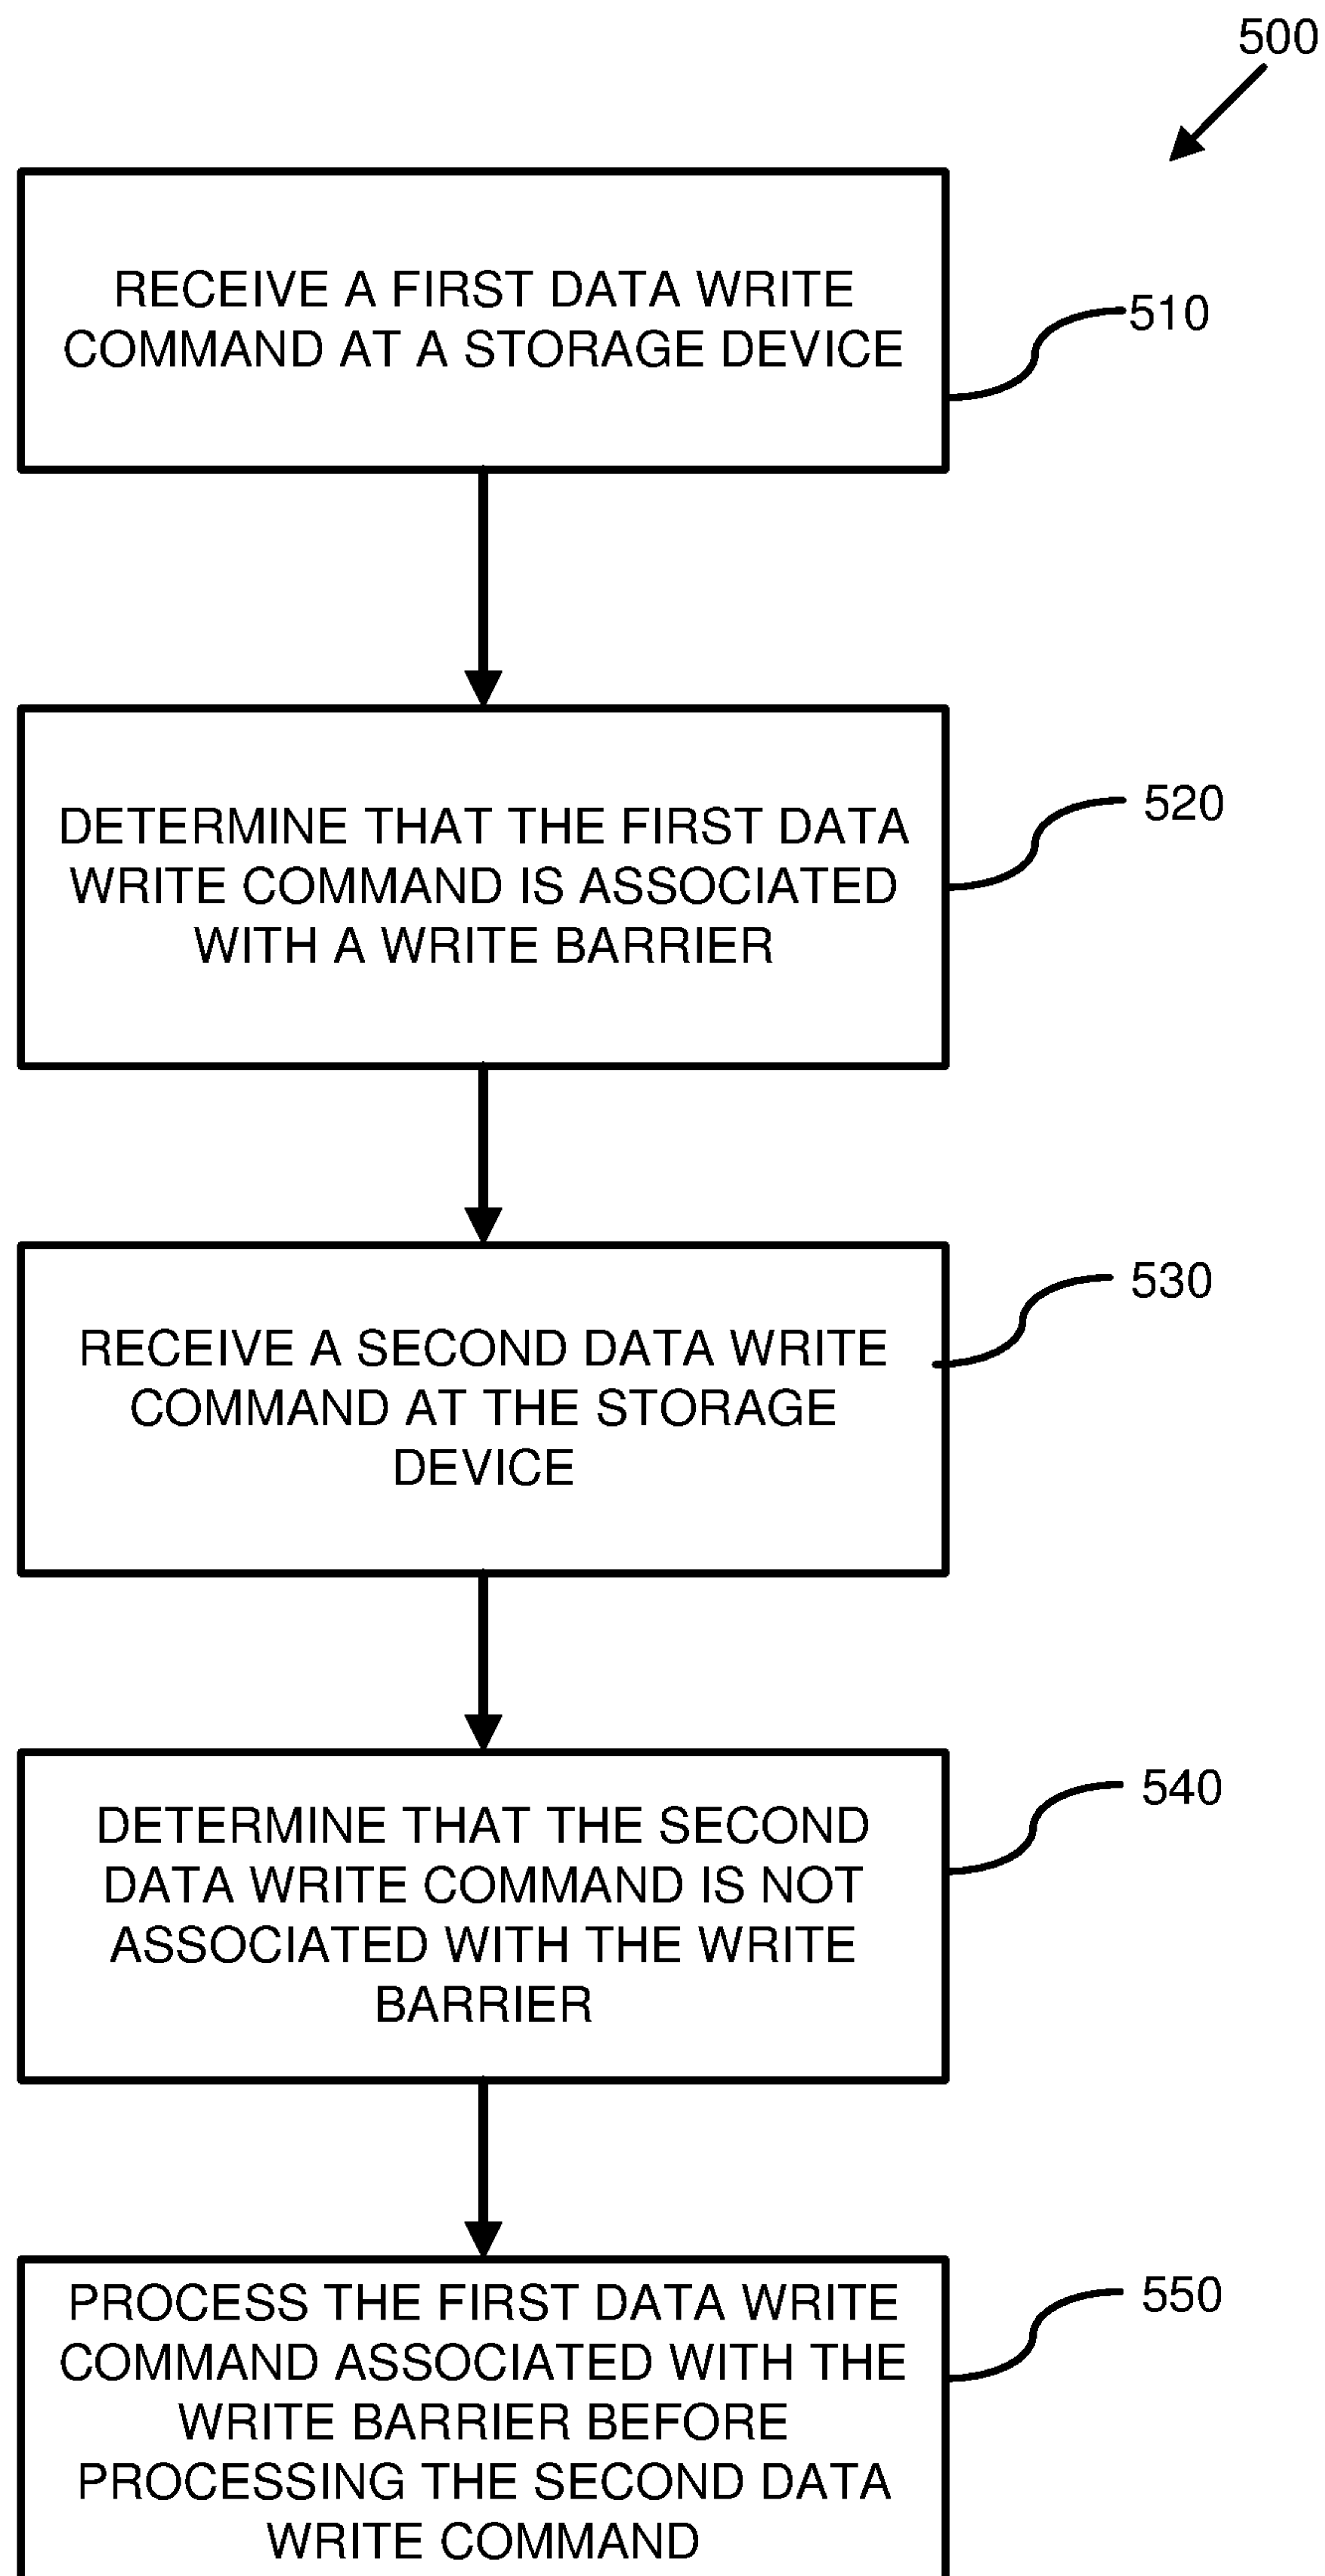 500
RECEIVE A FIRST DATA WRITE
COMMAND AT A STORAGE DEVICE
510
DETERMINE THAT THE FIRST DATA
WRITE COMMAND IS ASSOCIATED
WITH A WRITE BARRIER
520
RECEIVE A SECOND DATA WRITE
COMMAND AT THE STORAGE
DEVICE
530
DETERMINE THAT THE SECOND
DATA WRITE COMMAND IS NOT
ASSOCIATED WITH THE WRITE
BARRIER
540
PROCESS THE FIRST DATA WRITE
COMMAND ASSOCIATED WITH THE
WRITE BARRIER BEFORE
PROCESSING THE SECOND DATA
WRITE COMMAND
550